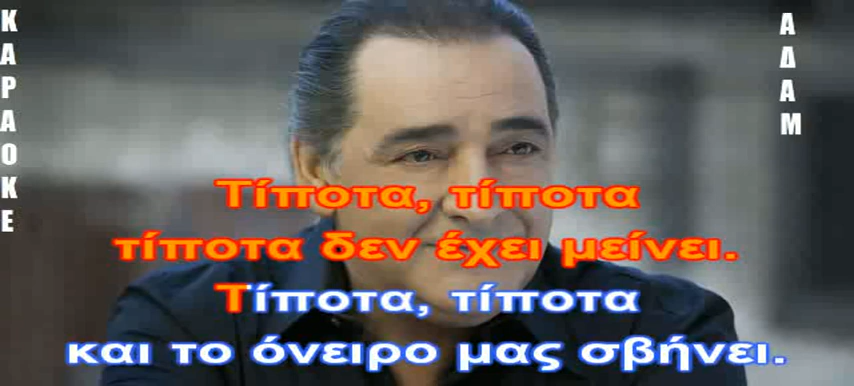 ΚΑΡΑΟΚΕ
ΑΔΑΜ
Τίποτα, τίποτα
τίποτα δεν έχει μείνει.
Τίποτα, τίποτα
και το όνειρο μας σβήνει.